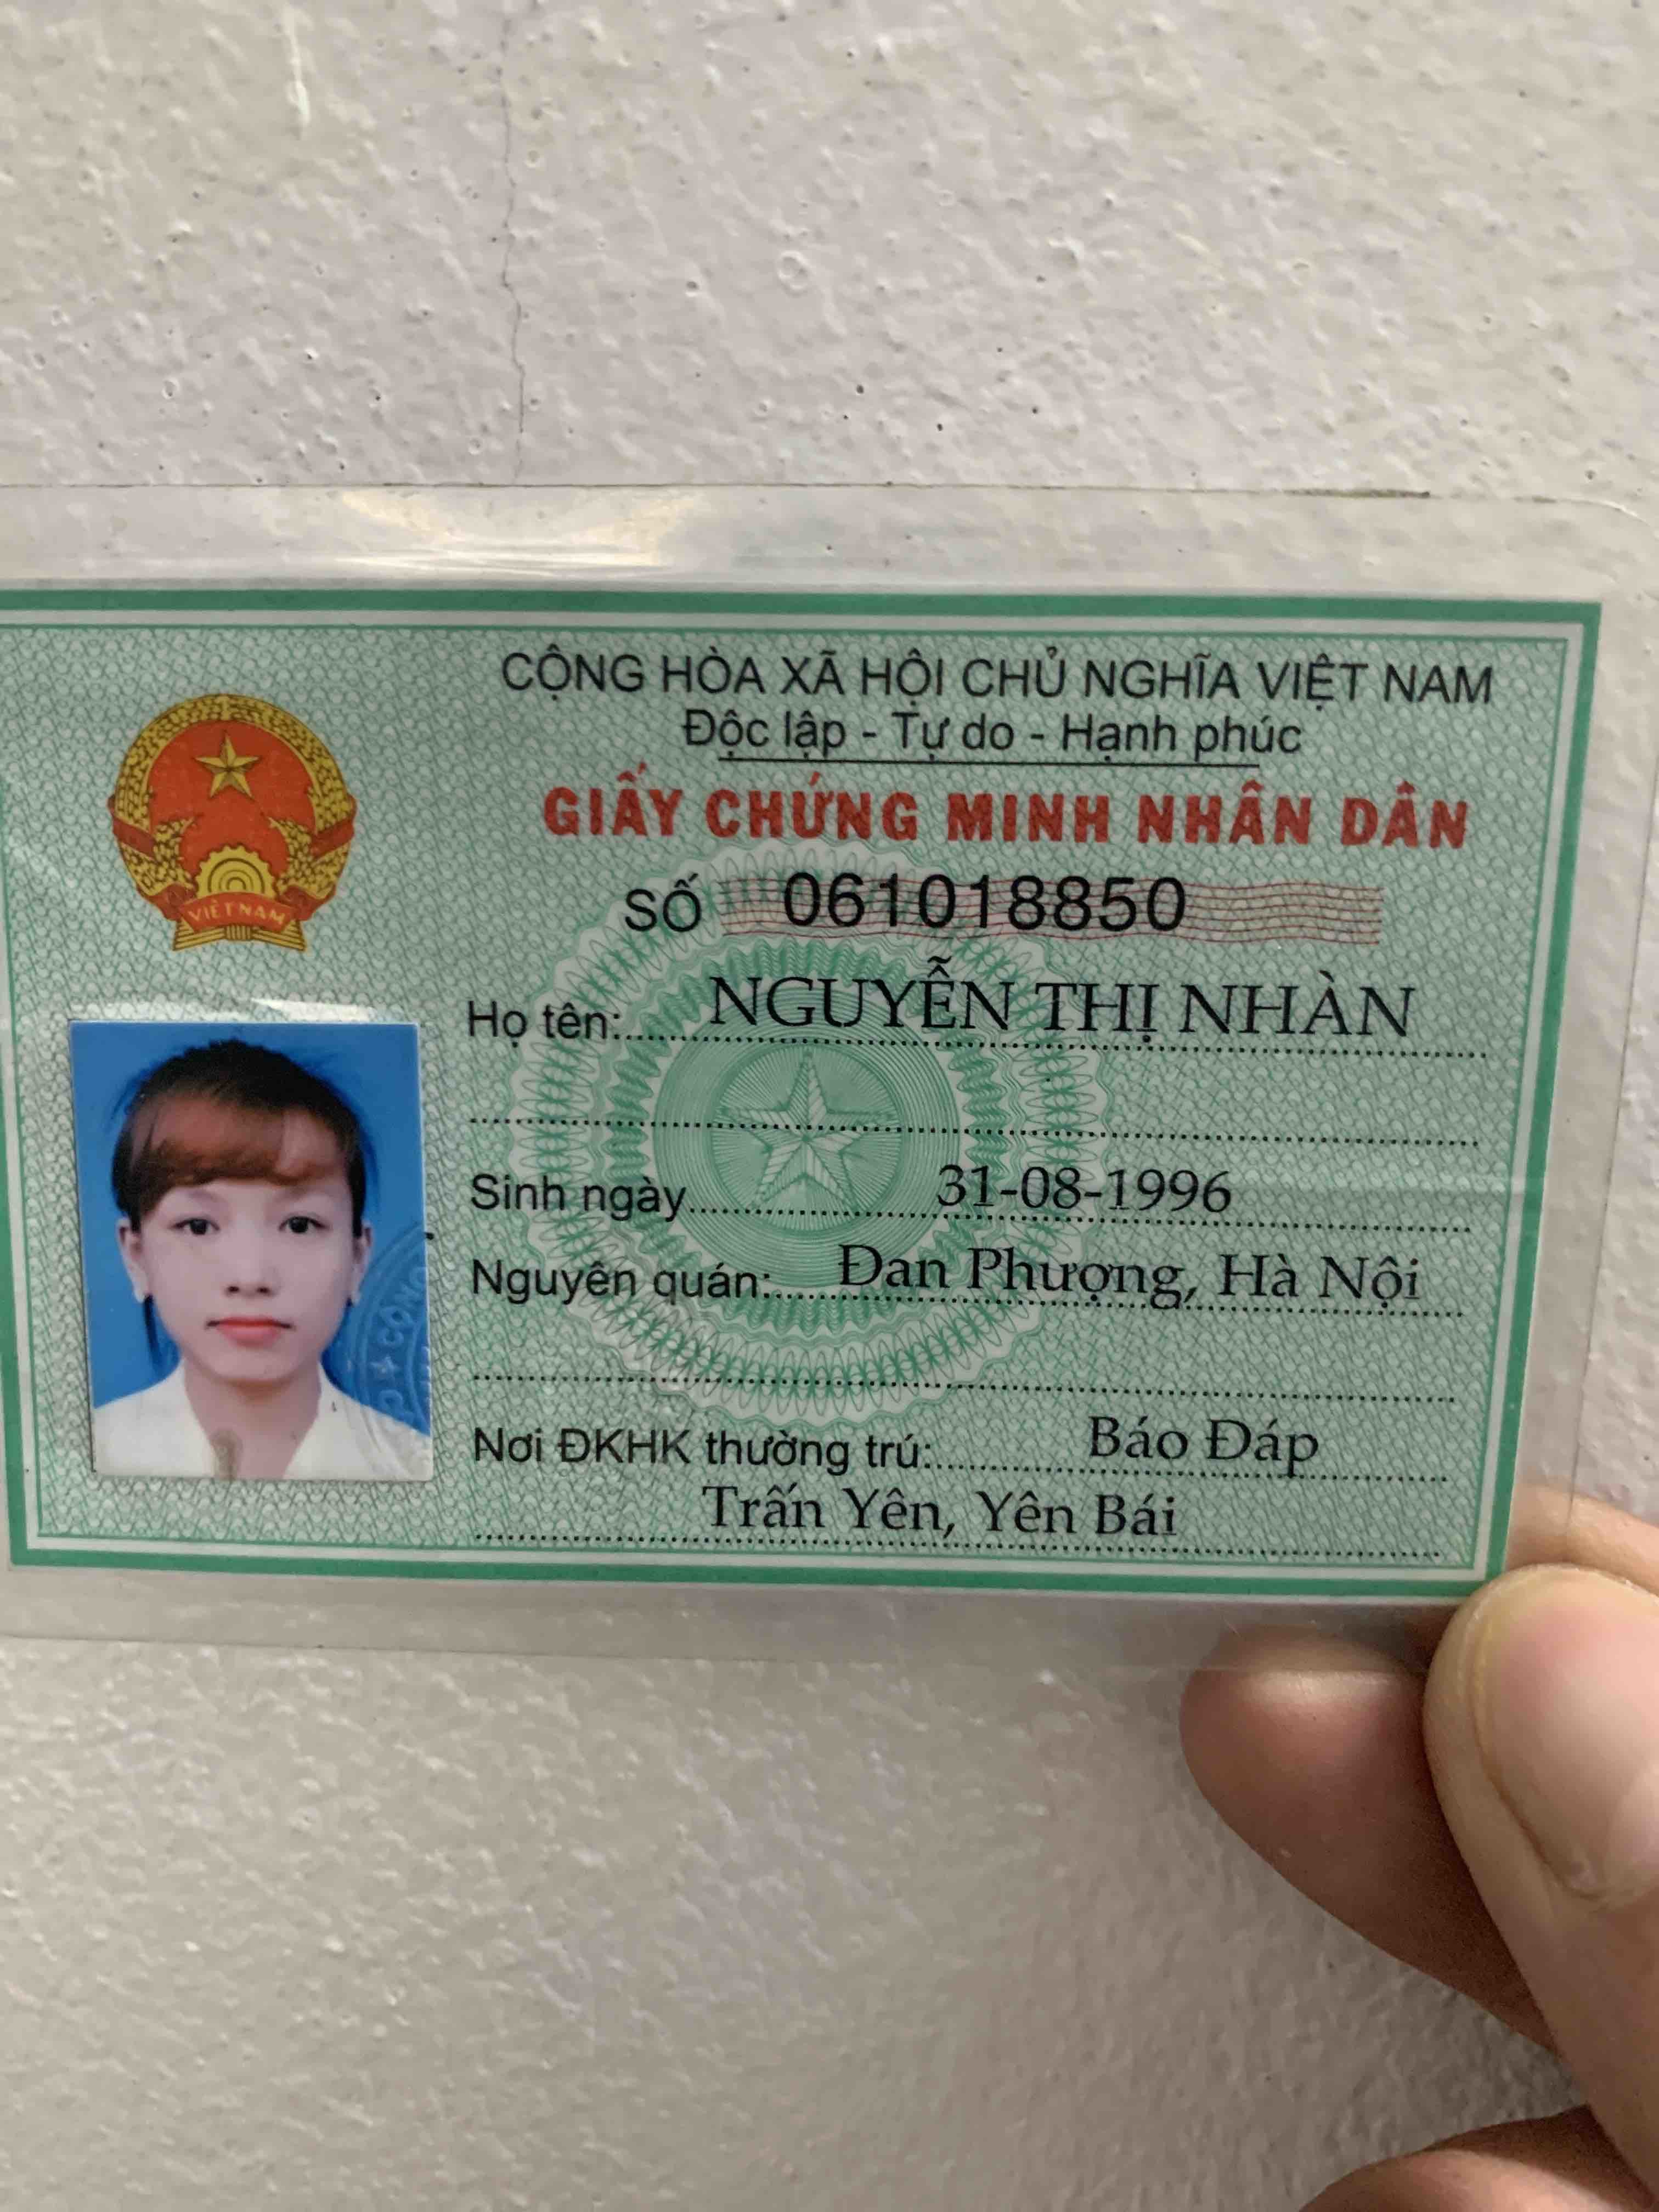 CỘNG HÒA XÃ HỘI CHỦ NGHĨA VIỆT NAM
Độc lập - Tự do - Hạnh phúc
GIẤY CHỨNG MINH NHÂN DÂN
SỐ 061018850
VIỆT NAM
Họ tên: NGUYỄN THỊ NHÀN
Sinh ngày 31-08-1996
Nguyên quán: Đan Phượng, Hà Nội
Nơi ĐKHK thường trú: Báo Đáp
Trấn Yên, Yên Bái